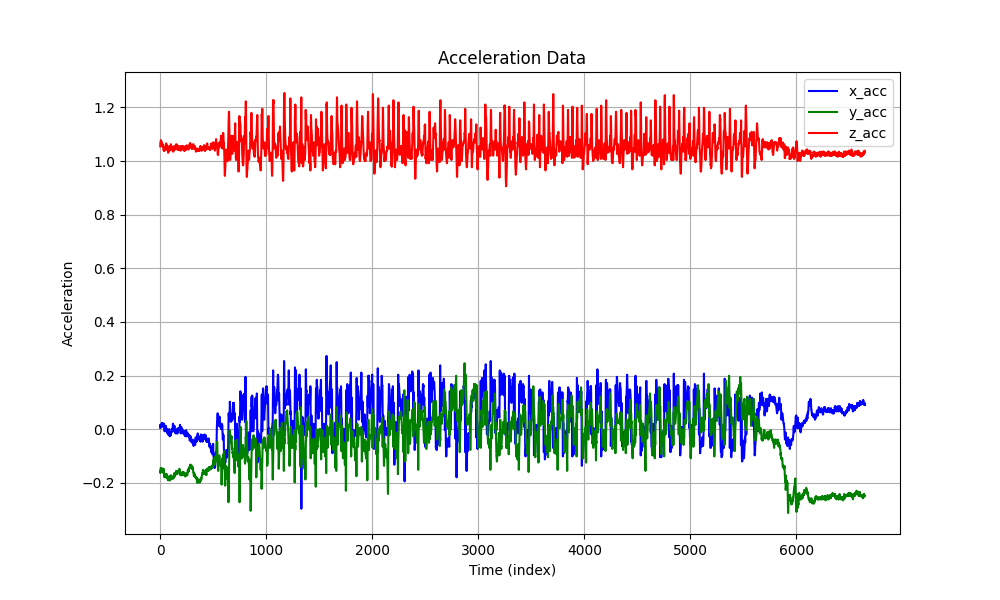 Acceleration Data
x_acc
y_acc
z_acc
Acceleration
1.2
1.0
0.8
0.6
0.4
0.2
0.0
−0.2
0 1000 2000 3000 4000 5000 6000
Time (index)